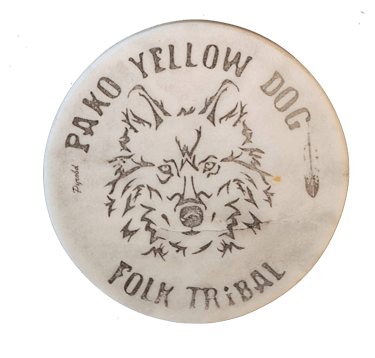 PAKO YELLOW DOG
FOLK TRiBAL